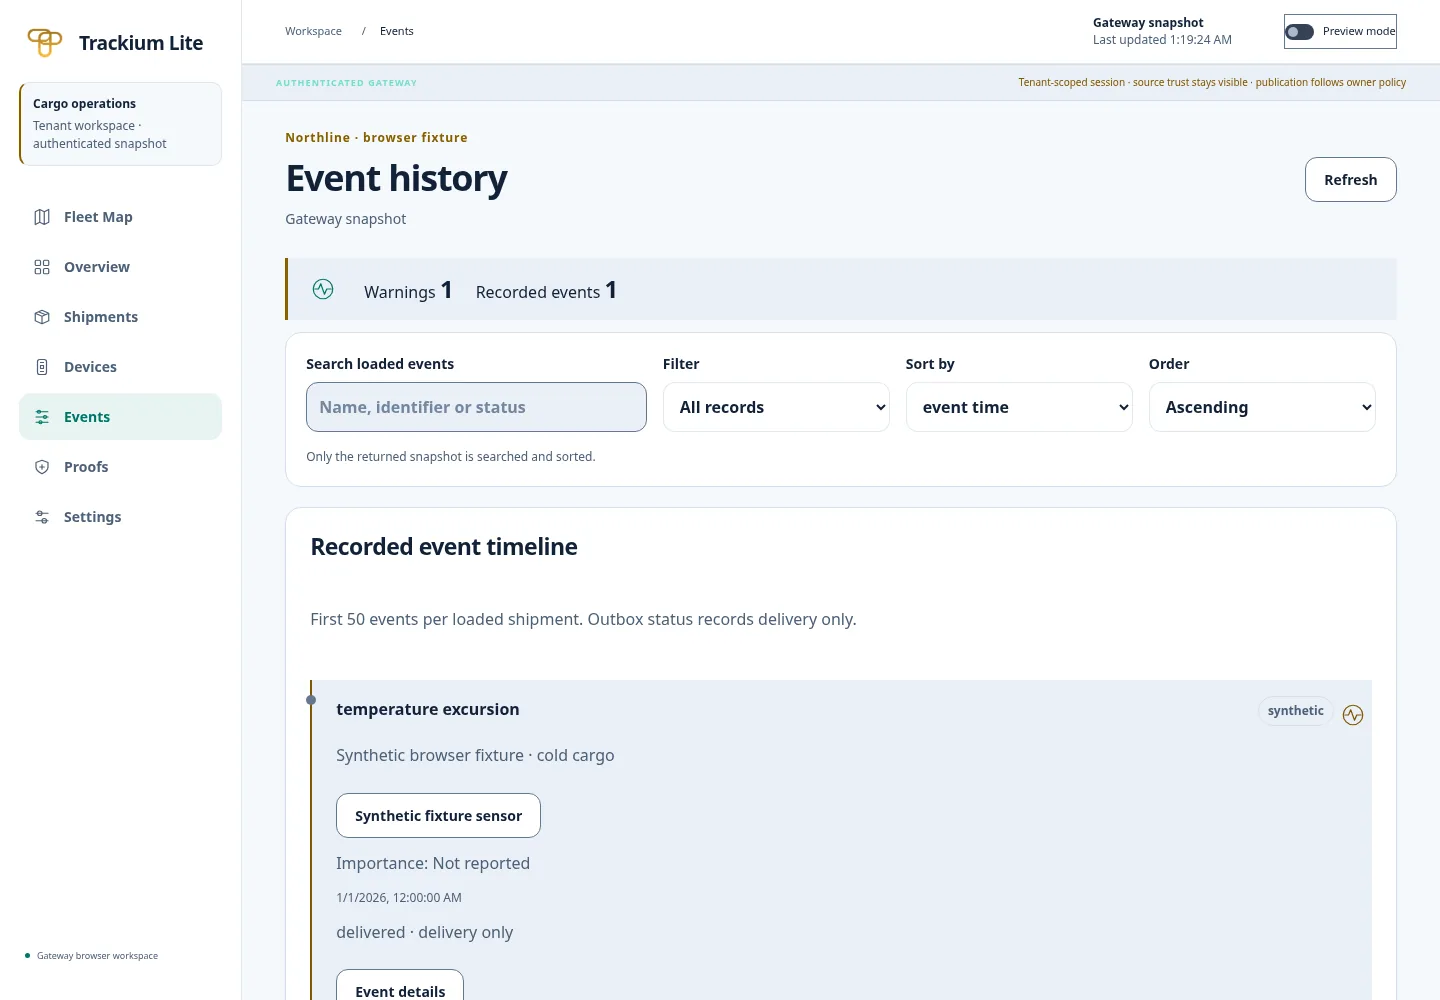 Trackium Lite
Cargo operations
Tenant workspace ·
authenticated snapshot
Fleet Map
Overview
Shipments
Devices
Events
Proofs
Settings
Gateway browser workspace
Workspace / Events
Gateway snapshot
Last updated 1:19:24 AM
Preview mode
AUTHENTICATED GATEWAY
Tenant-scoped session · source trust stays visible · publication follows owner policy
Northline · browser fixture
Event history
Gateway snapshot
Refresh
Warnings 1 Recorded events 1
Search loaded events
Name, identifier or status
Filter
All records
Sort by
event time
Order
Ascending
Only the returned snapshot is searched and sorted.
Recorded event timeline
First 50 events per loaded shipment. Outbox status records delivery only.
temperature excursion
synthetic
Synthetic browser fixture · cold cargo
Synthetic fixture sensor
Importance: Not reported
1/1/2026, 12:00:00 AM
delivered · delivery only
Event details